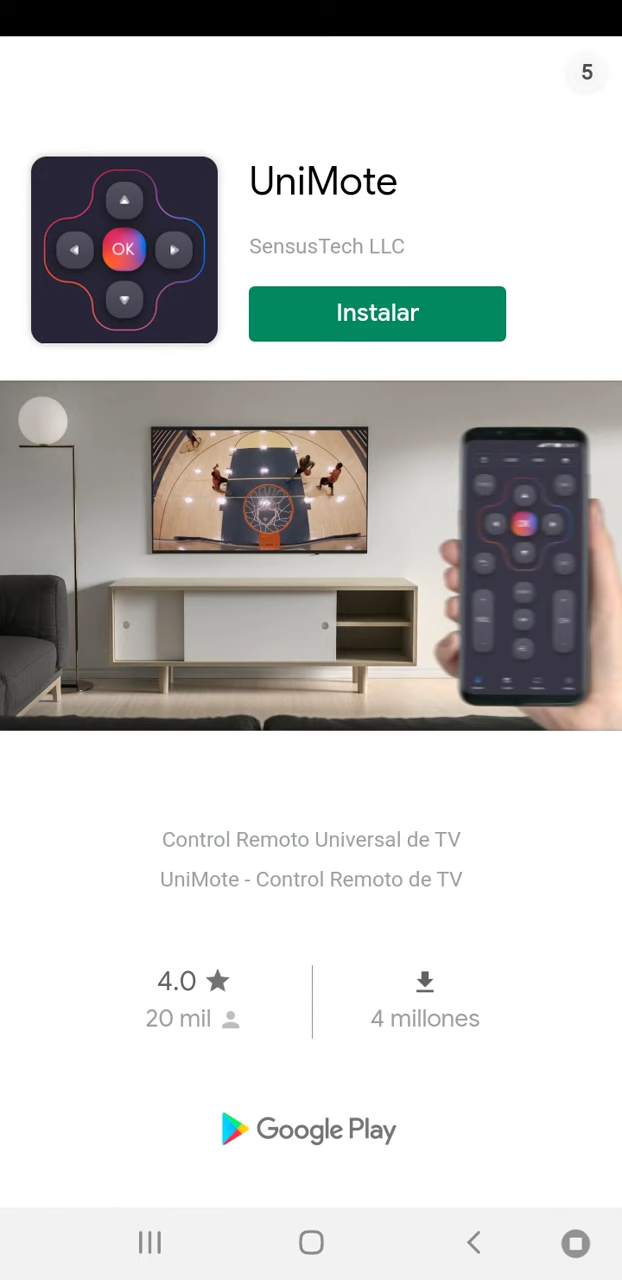 5
UniMote
SensusTech LLC
OK
Instalar
Control Remoto Universal de TV
UniMote - Control Remoto de TV
4.0
20 mil
4 millones
Google Play